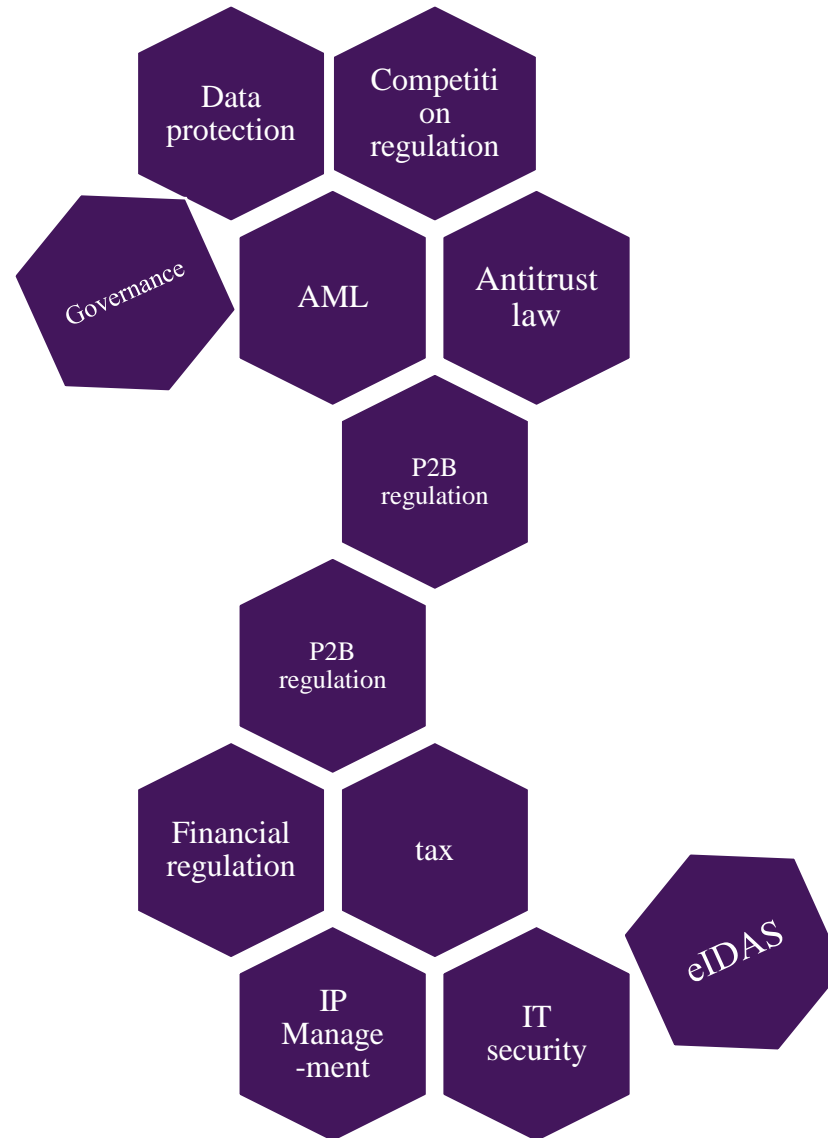 Data
protection
Competiti
on
regulation
Governance
AML
Antitrust
law
P2B
regulation
P2B
regulation
Financial
regulation
tax
eIDAS
IP
Manage
-ment
IT
security